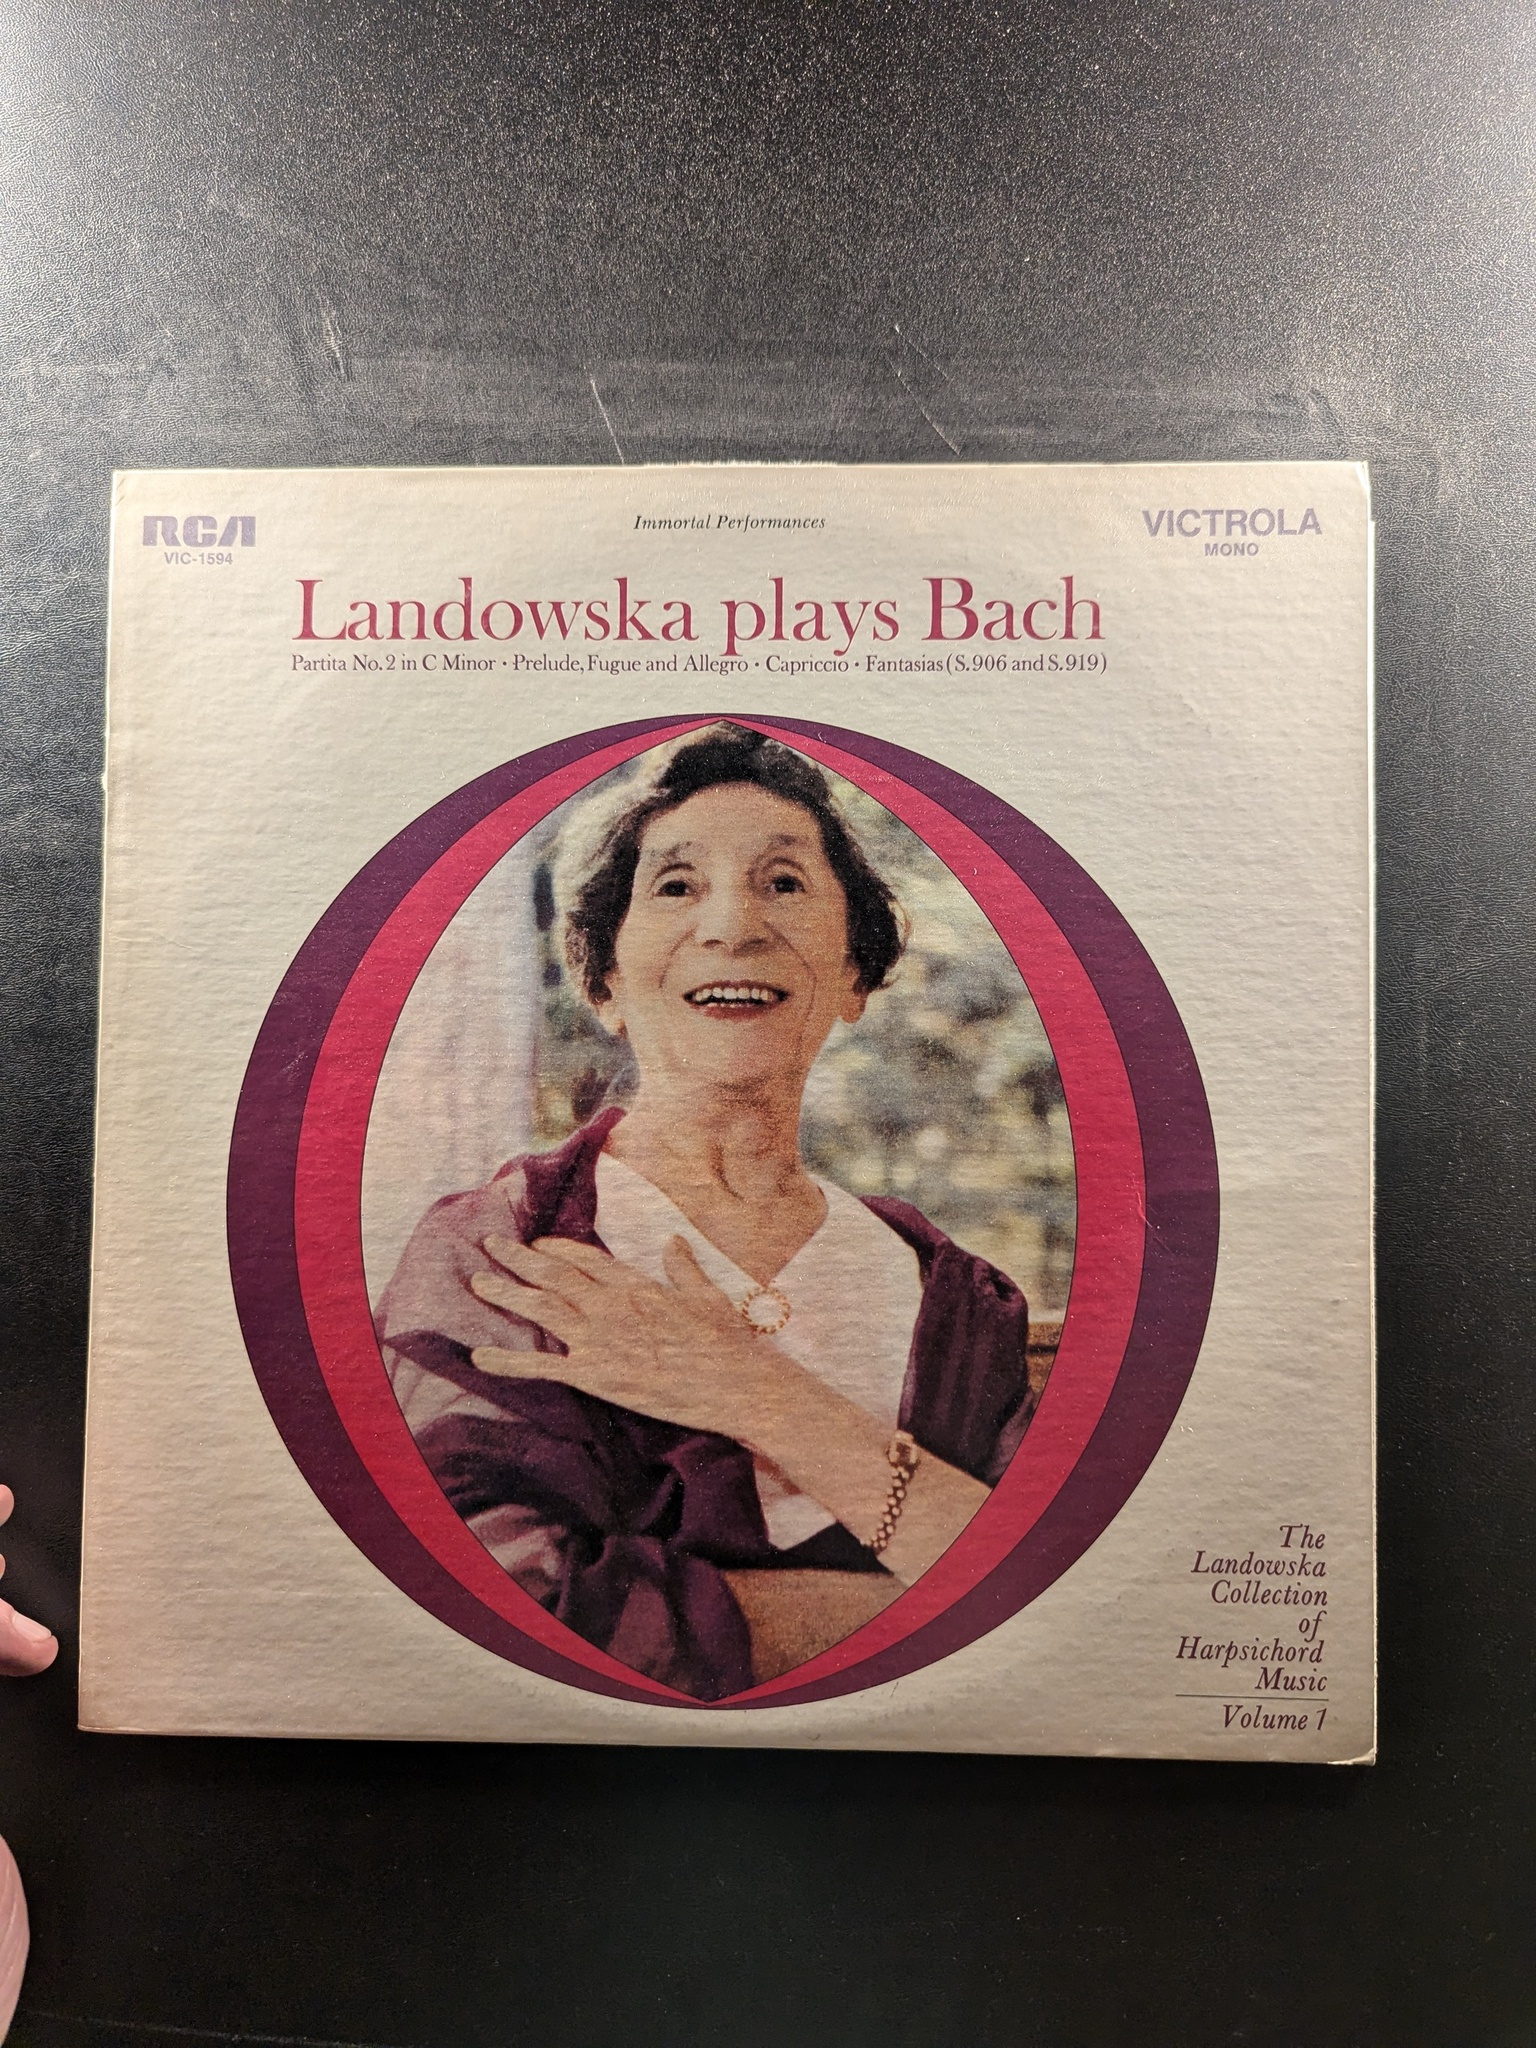 RCA
VIC-1594
Immortal Performances
VICTROLA
MONO
Landowska plays Bach
Partita No. 2 in C Minor • Prelude, Fugue and Allegro • Capriccio • Fantasias (S. 906 and S. 919)
The
Landowska
Collection
of
Harpsichord
Music
Volume 1